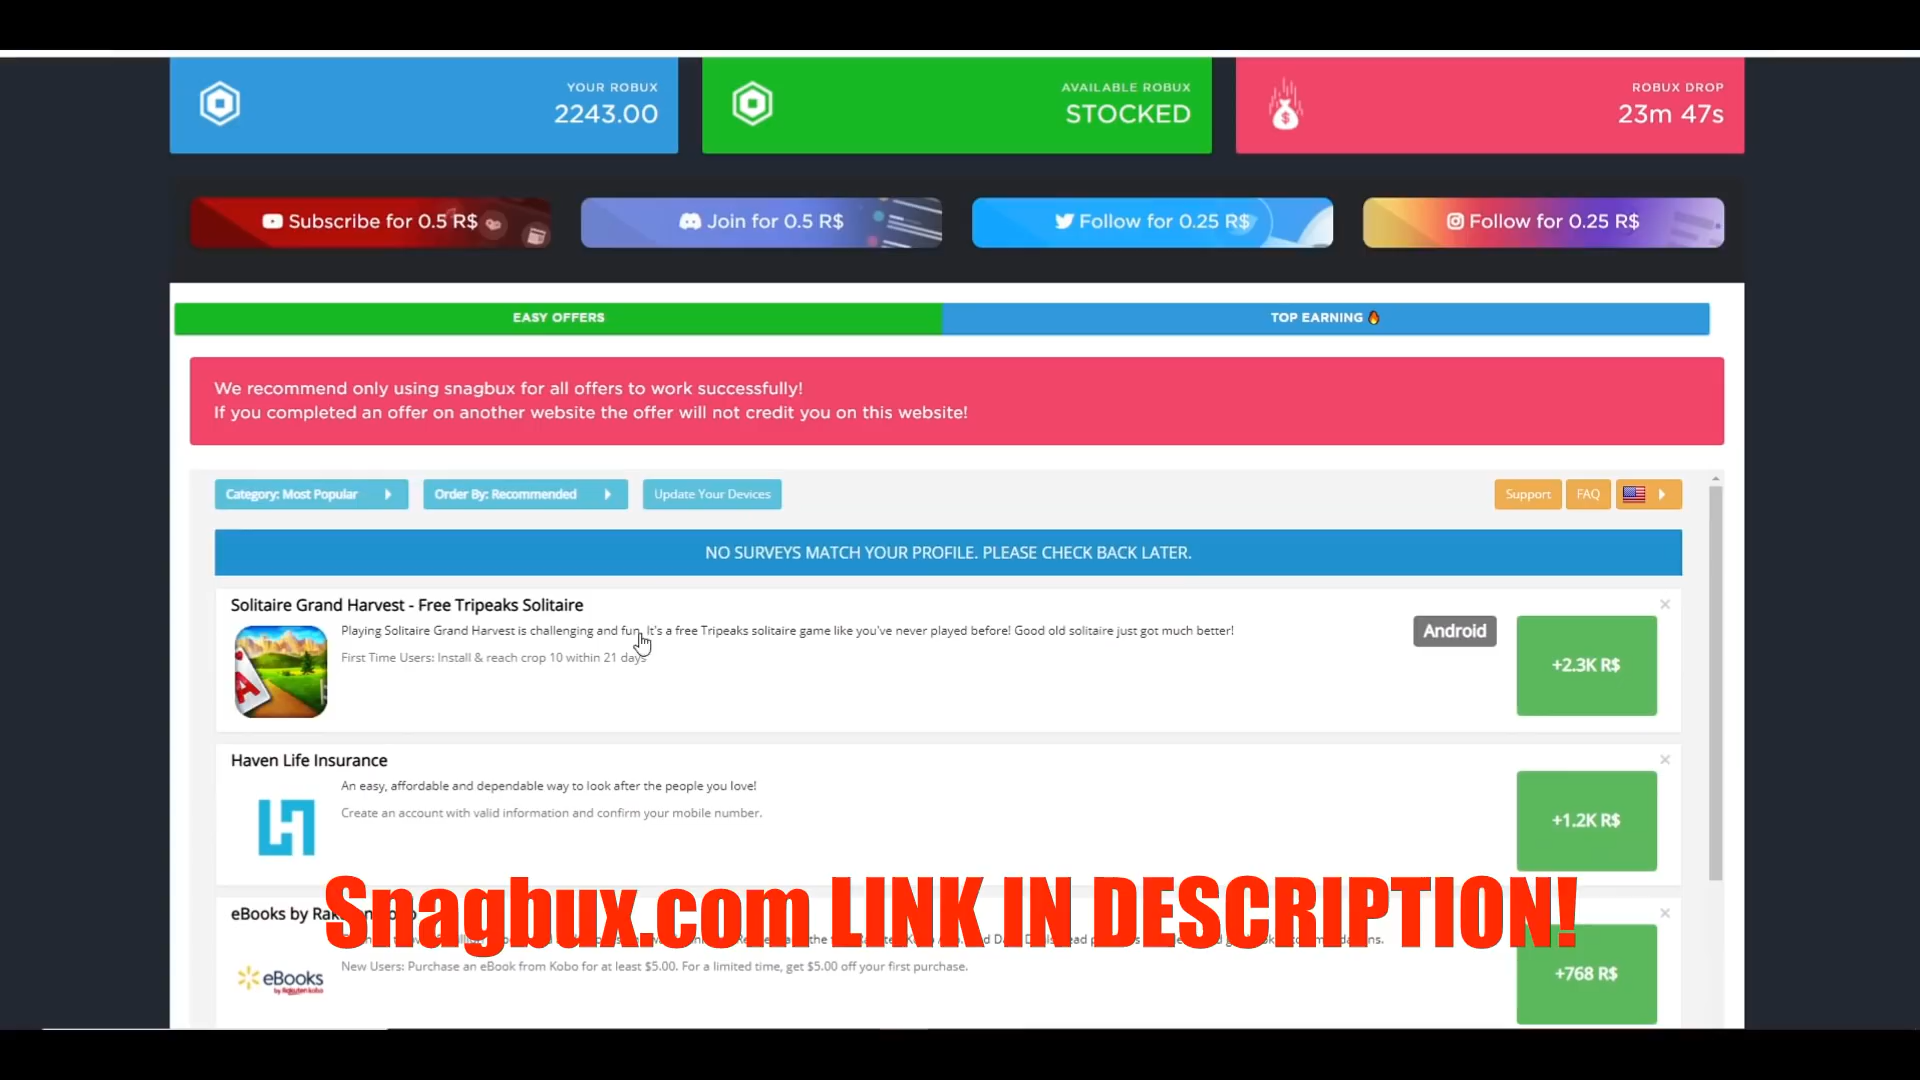 YOUR ROBUX
2243.00
AVAILABLE ROBUX
STOCKED
ROBUX DROP
23m 47s
Subscribe for 0.5 R$
Join for 0.5 R$
Follow for 0.25 R$
Follow for 0.25 R$
EASY OFFERS
TOP EARNING
We recommend only using snagbux for all offers to work successfully!
If you completed an offer on another website the offer will not credit you on this website!
Category: Most Popular
Order By: Recommended
Update Your Devices
Support
FAQ
NO SURVEYS MATCH YOUR PROFILE. PLEASE CHECK BACK LATER.
Solitaire Grand Harvest - Free Tripeaks Solitaire
Playing Solitaire Grand Harvest is challenging and fun. It's a free Tripeaks solitaire game like you've never played before! Good old solitaire just got much better!
First Time Users: Install & reach crop 10 within 21 days
Android
+2.3K R$
Haven Life Insurance
An easy, affordable and dependable way to look after the people you love!
Create an account with valid information and confirm your mobile number.
+1.2K R$
Snagbux.com LINK IN DESCRIPTION!
eBooks by
New Users: Purchase an eBook from Kobo for at least $5.00. For a limited time, get $5.00 off your first purchase.
eBooks
by Rakuten kobo
+768 R$